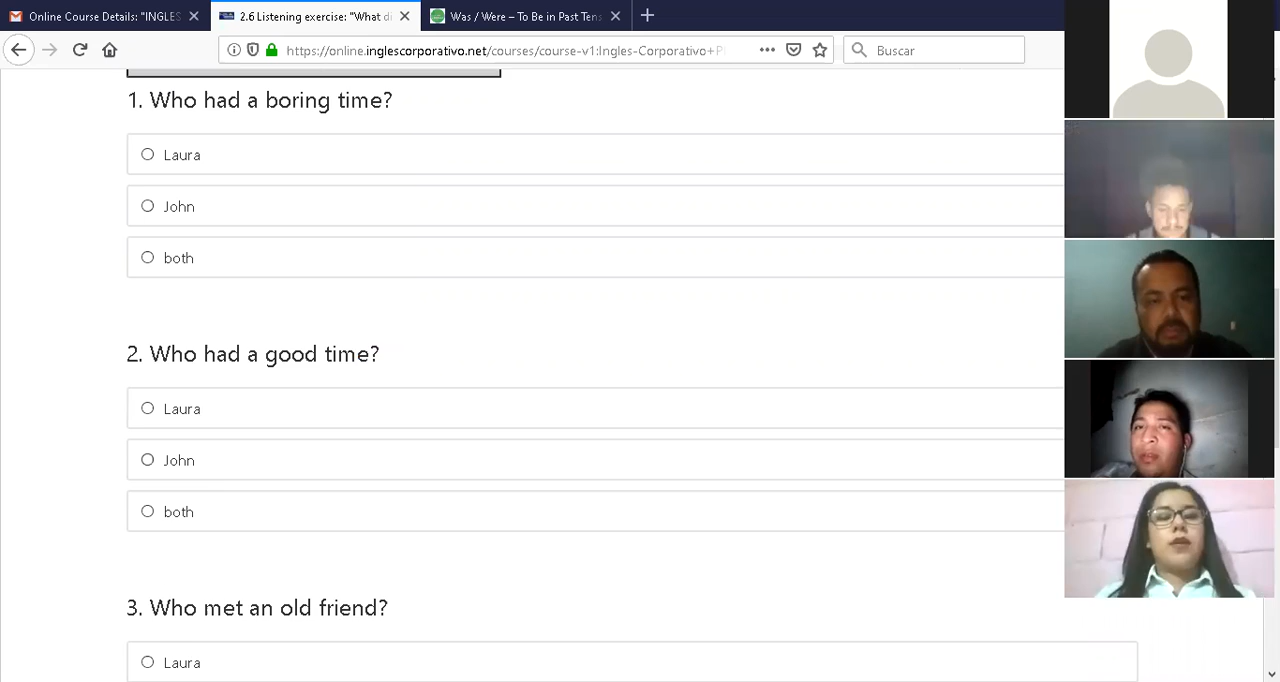 Online Course Details: "INGLES
2.6 Listening exercise: "What di
Was / Were – To Be in Past Tens
https://online.inglescorporativo.net/courses/course-v1:Ingles-Corporativo+P
Buscar
1. Who had a boring time?
Laura
John
both
2. Who had a good time?
Laura
John
both
3. Who met an old friend?
Laura